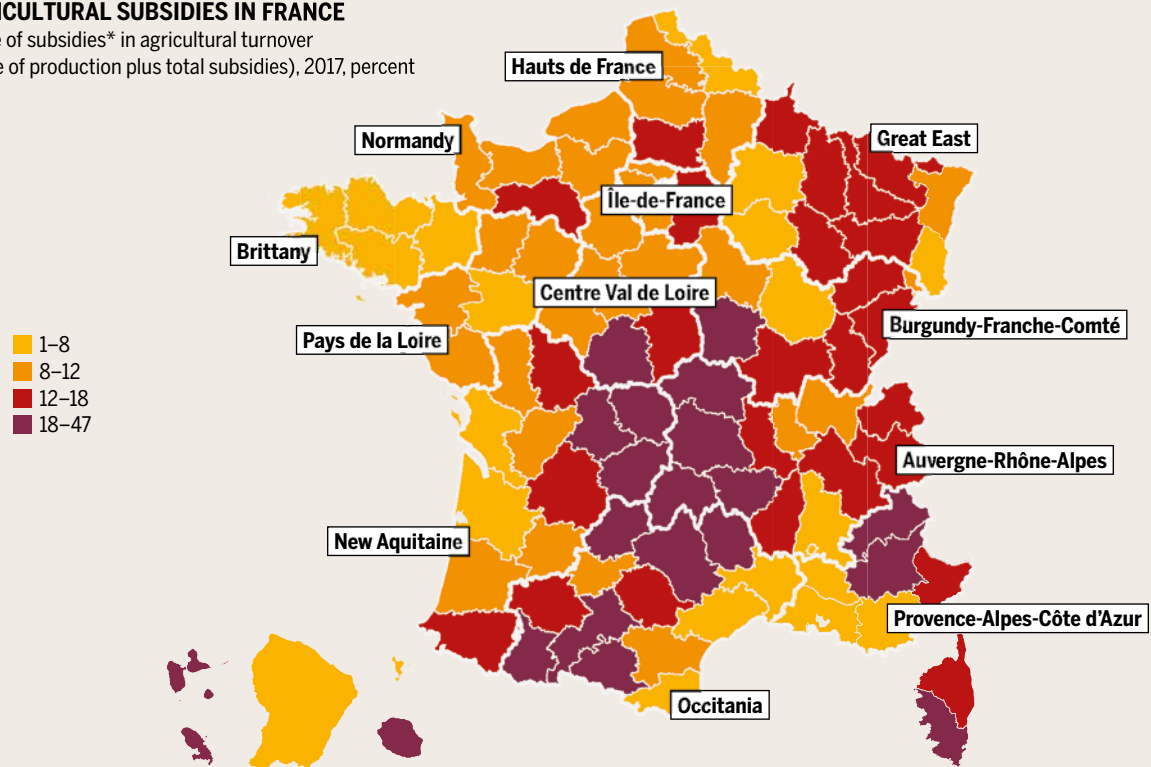 ICULTURAL SUBSIDIES IN FRANCE
of subsidies* in agricultural turnover
of production plus total subsidies), 2017, percent
Hauts de France
Normandy
Great East
Île-de-France
Brittany
Centre Val de Loire
Burgundy-Franche-Comté
Pays de la Loire
1–8
8–12
12–18
18–47
Auvergne-Rhône-Alpes
New Aquitaine
Provence-Alpes-Côte d’Azur
Occitania